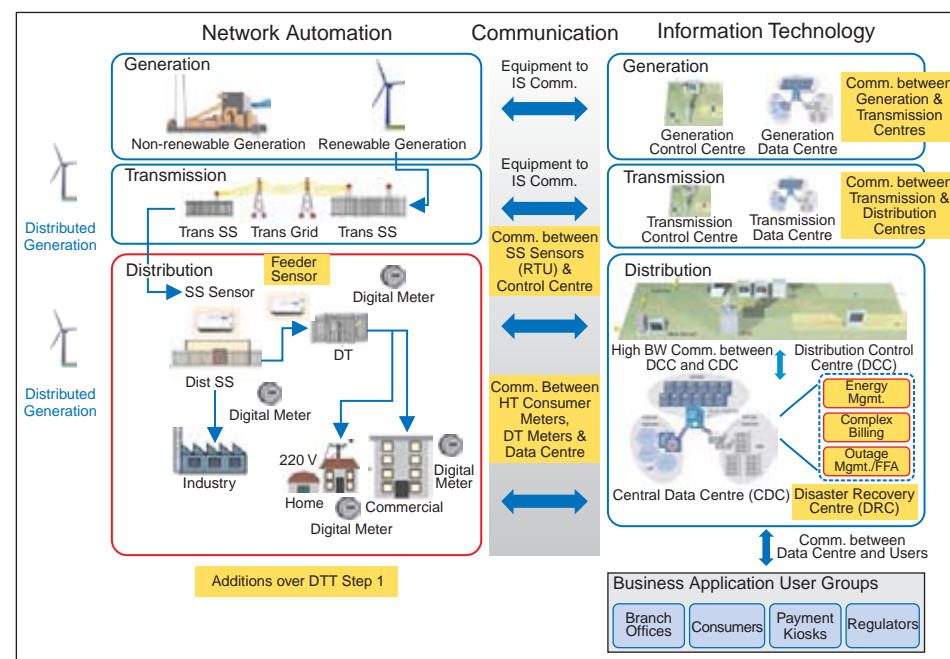 Network Automation
Communication
Information Technology
Generation
Non-renewable Generation
Renewable Generation
Transmission
Trans SS
Trans Grid
Trans SS
Distributed
Generation
Distributed
Generation
Distribution
Feeder
Sensor
SS Sensor
Digital Meter
DT
Dist SS
Digital Meter
Industry
220 V
Home
Digital Meter
Commercial
Digital
Meter
Additions over DTT Step 1
Equipment to
IS Comm.
Equipment to
IS Comm.
Comm. between
SS Sensors
(RTU) &
Control Centre
Comm. Between
HT Consumer
Meters,
DT Meters &
Data Centre
Generation
Generation
Control Centre
Generation
Data Centre
Comm. between
Generation &
Transmission
Centres
Transmission
Transmission
Control Centre
Transmission
Data Centre
Comm. between
Transmission &
Distribution
Centres
Distribution
High BW Comm. between
DCC and CDC
Distribution Control
Centre (DCC)
Energy
Mgmt.
Complex
Billing
Outage
Mgmt./FFA
Central Data Centre (CDC)
Disaster Recovery
Centre (DRC)
Comm. between
Data Centre and Users
Business Application User Groups
Branch
Offices
Consumers
Payment
Kiosks
Regulators